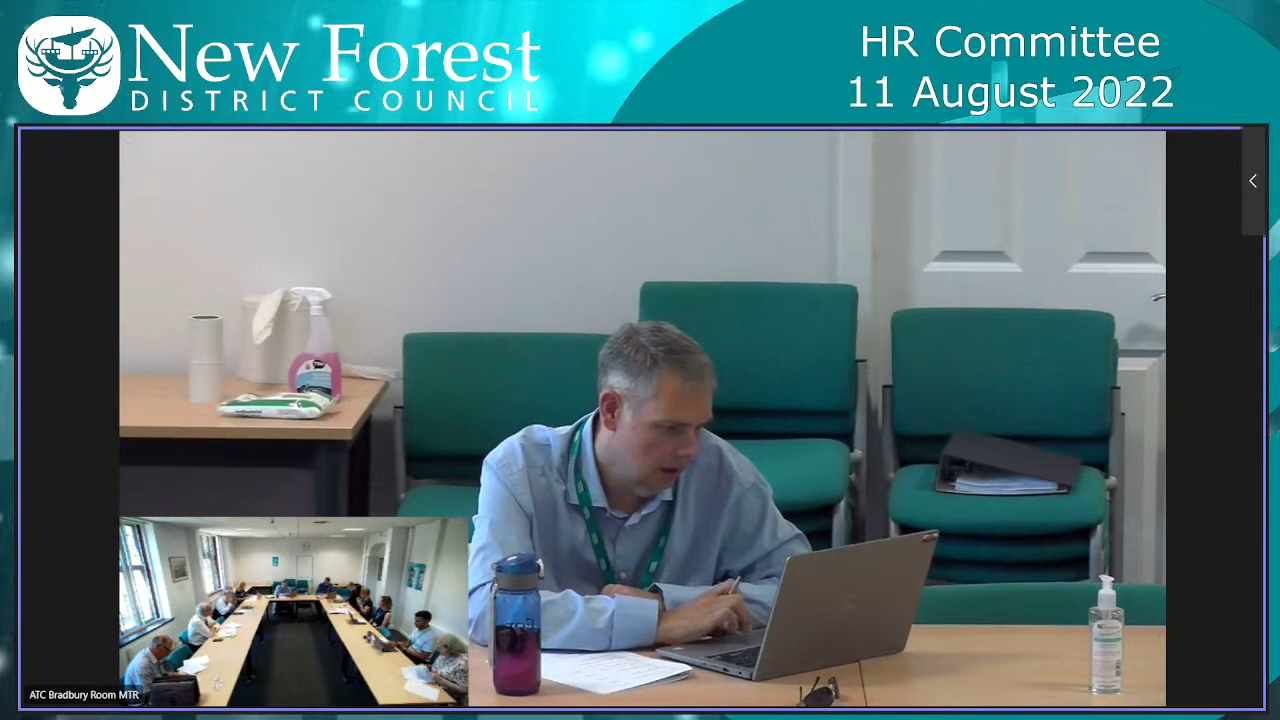 New Forest
DISTRICT COUNCIL
HR Committee
11 August 2022
ATC Bradbury Room MTR